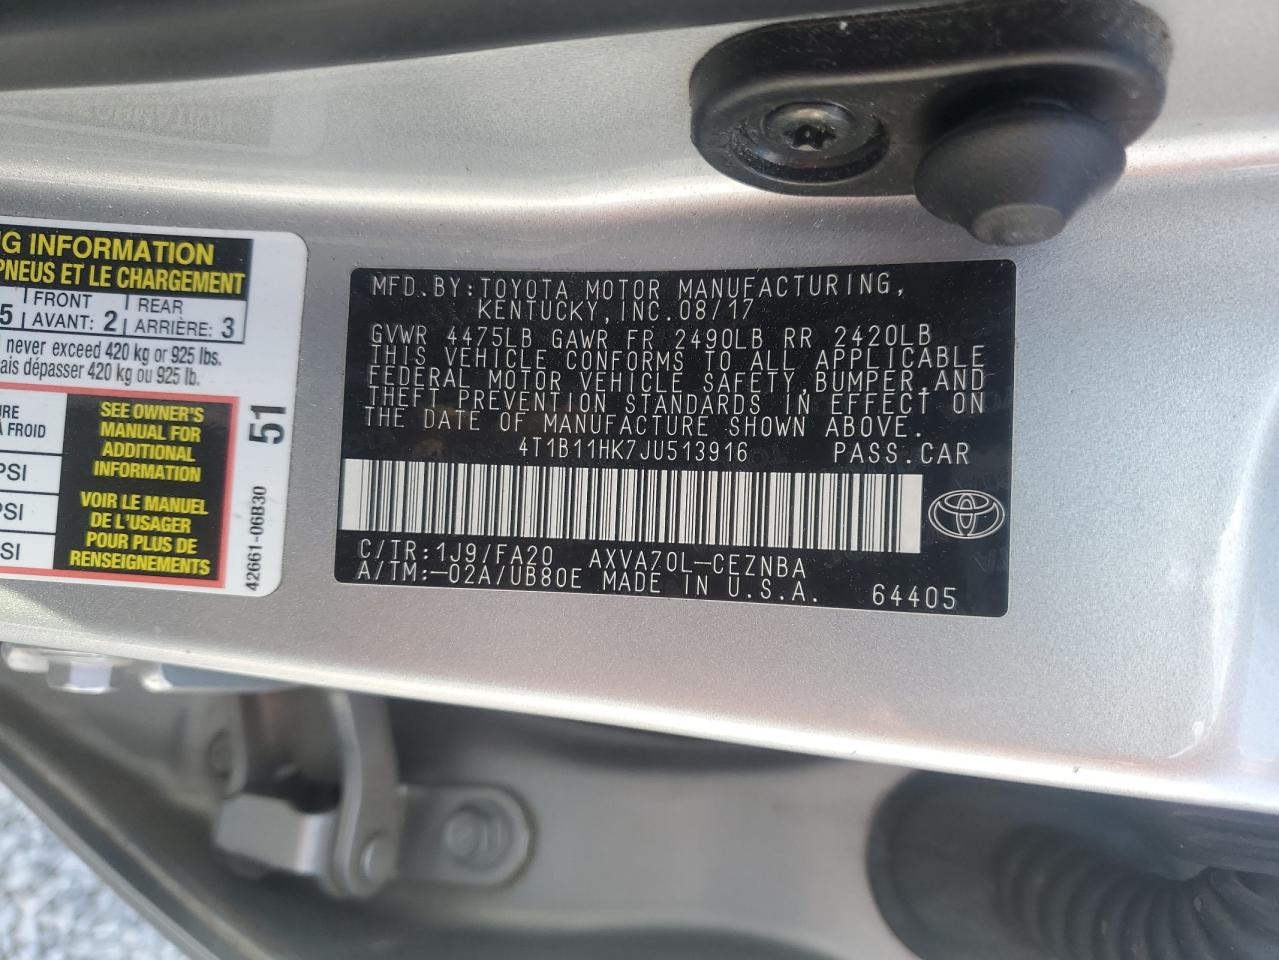 NG INFORMATION
PNEUS ET LE CHARGEMENT
5 FRONT REAR
AVANT: 2 ARRIÈRE: 3
never exceed 420 kg or 925 lbs.
ais dépasser 420 kg ou 925 lb.
URE
À FROID
PSI
PSI
SI
SEE OWNER'S
MANUAL FOR
ADDITIONAL
INFORMATION
VOIR LE MANUEL
DE L'USAGER
POUR PLUS DE
RENSEIGNEMENTS
51
42661-06B30
MFD.BY:TOYOTA MOTOR MANUFACTURING,
KENTUCKY,INC.08/17
GVWR 4475LB GAWR FR 2490LB RR 2420LB
THIS VEHICLE CONFORMS TO ALL APPLICABLE
FEDERAL MOTOR VEHICLE SAFETY,BUMPER,AND
THEFT PREVENTION STANDARDS IN EFFECT ON
THE DATE OF MANUFACTURE SHOWN ABOVE.
4T1B11HK7JU513916 PASS.CAR
C/TR:1J9/FA20 AXVA70L-CEZNBA
A/TM:-02A/UB80E MADE IN U.S.A. 64405